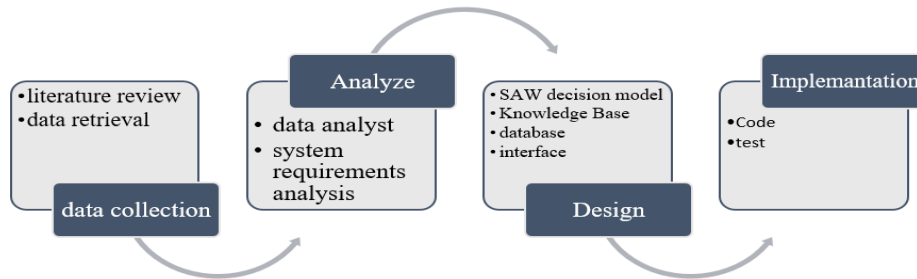 • literature review
• data retrieval
data collection
Analyze
• data analyst
• system
requirements
analysis
• SAW decision model
• Knowledge Base
• database
• interface
Design
Implemantation
• Code
• test